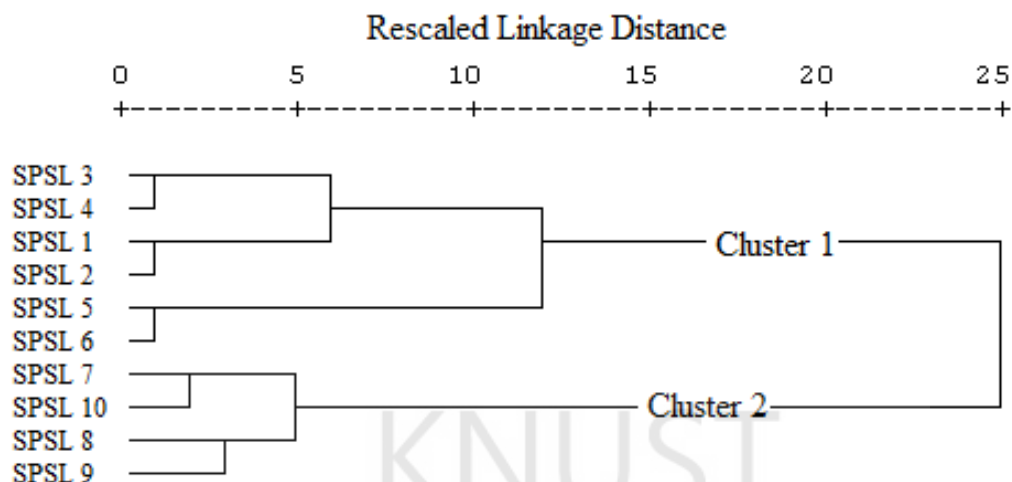 Rescaled Linkage Distance
0 5 10 15 20 25
SPSL 3
SPSL 4
SPSL 1
Cluster 1
SPSL 2
SPSL 5
SPSL 6
SPSL 7
SPSL 10
Cluster 2
SPSL 8
SPSL 9
KNUST